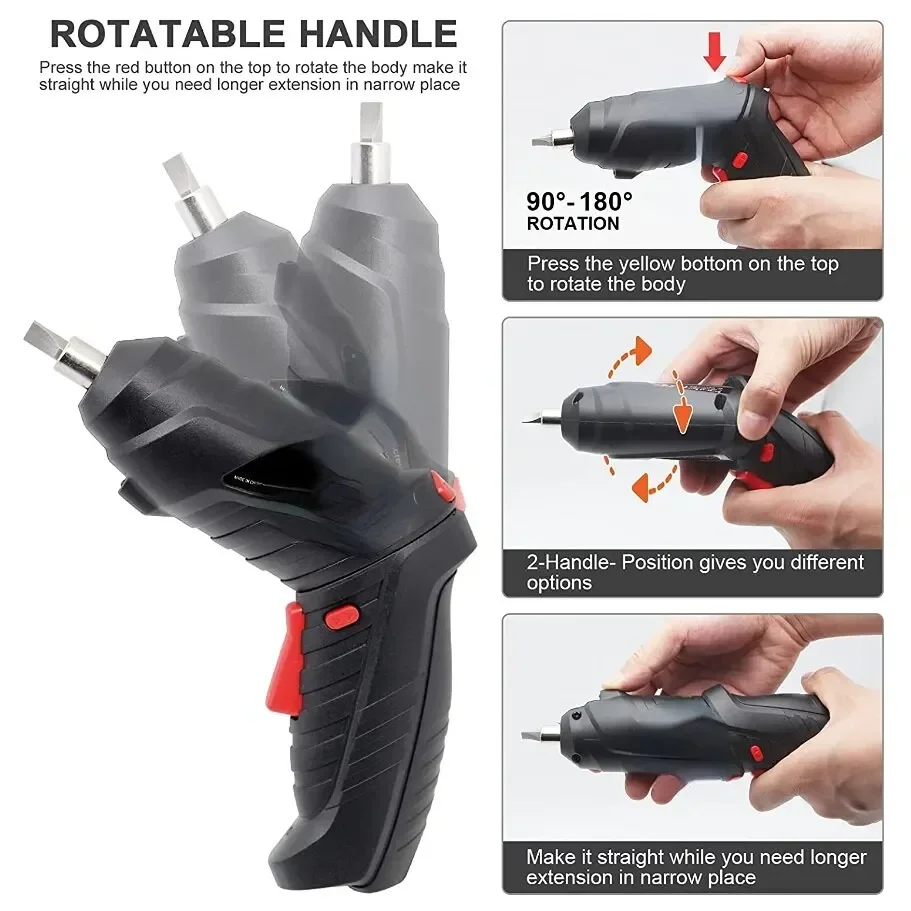 ROTATABLE HANDLE
Press the red button on the top to rotate the body make it
straight while you need longer extension in narrow place
90°-180°
ROTATION
Press the yellow bottom on the top
to rotate the body
2-Handle- Position gives you different
options
Make it straight while you need longer
extension in narrow place